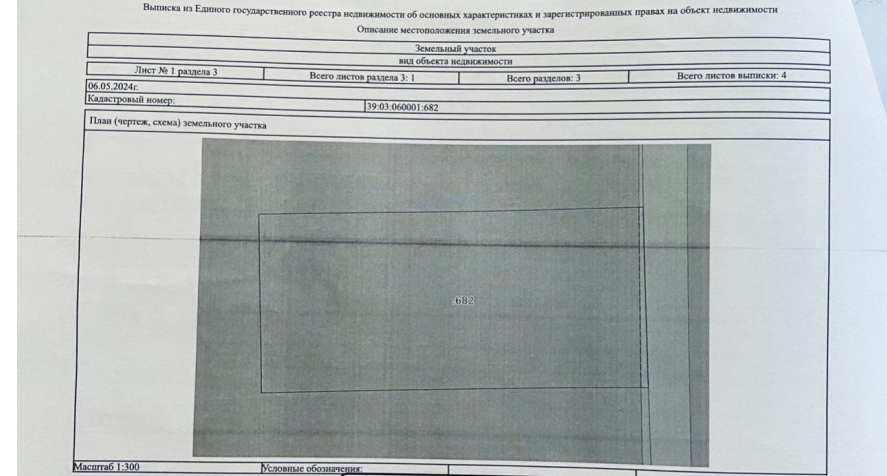 Выписка из Единого государственного реестра недвижимости об основных характеристиках и зарегистрированных правах на объект недвижимости
Описание местоположения земельного участка
Земельный участок
вид объекта недвижимости
Лист № 1 раздела 3 Всего листов раздела 3: 1 Всего разделов: 3 Всего листов выписки: 4
06.05.2024г.
Кадастровый номер: 39:03:060001:682
План (чертеж, схема) земельного участка
:682
Масштаб 1:300 Условные обозначения: